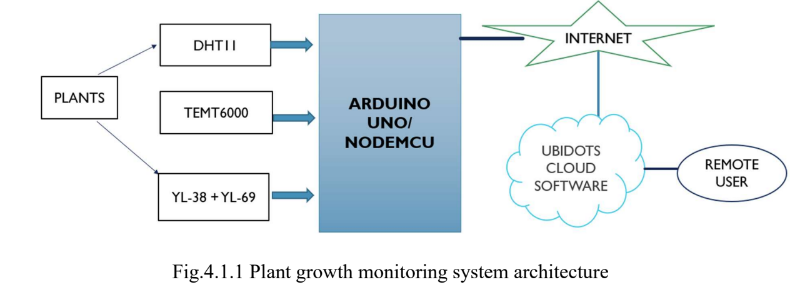 DHT11
INTERNET
PLANTS
TEMT6000
ARDUINO
UNO/
NODEMCU
UBIDOTS
CLOUD
SOFTWARE
REMOTE
USER
YL-38 + YL-69
Fig.4.1.1 Plant growth monitoring system architecture